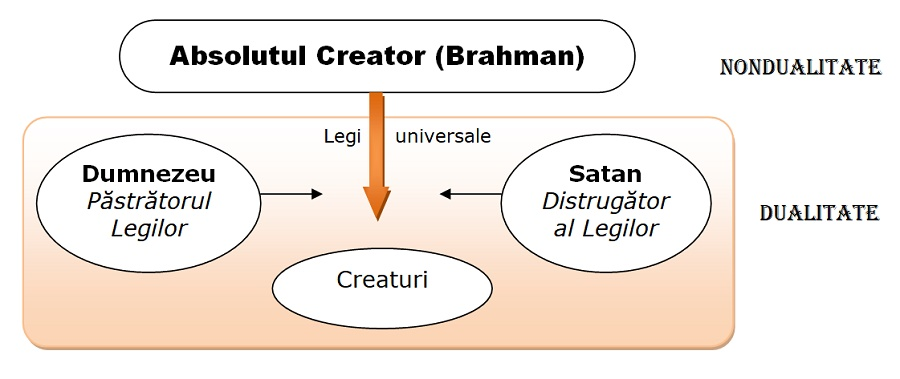 Absolutul Creator (Brahman)
NONDUALITATE
Legi universale
Dumnezeu
Păstrătorul
Legilor
Satan
Distrugător
al Legilor
DUALITATE
Creaturi